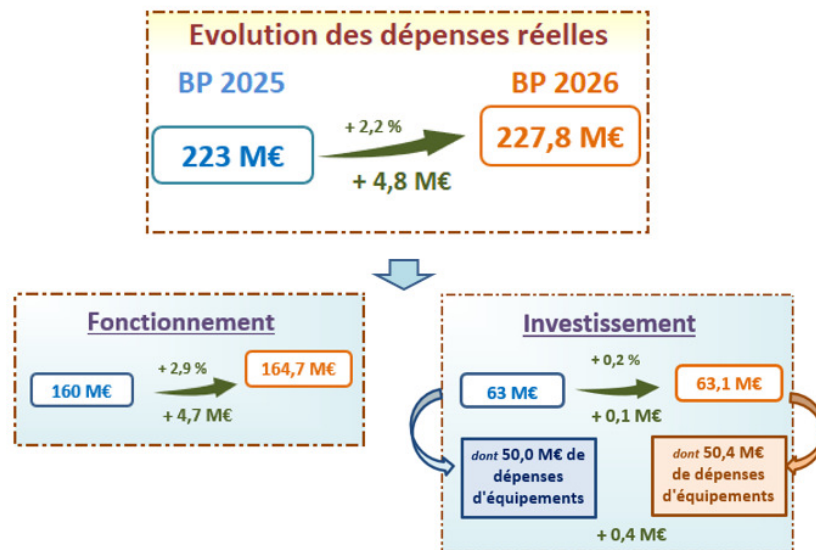 Evolution des dépenses réelles
BP 2025
BP 2026
223 M€
+ 2,2 %
+ 4,8 M€
227,8 M€
Fonctionnement
160 M€
+ 2,9 %
+ 4,7 M€
164,7 M€
Investissement
63 M€
+ 0,2 %
+ 0,1 M€
63,1 M€
dont 50,0 M€ de
dépenses
d'équipements
dont 50,4 M€
de dépenses
d'équipements
+ 0,4 M€